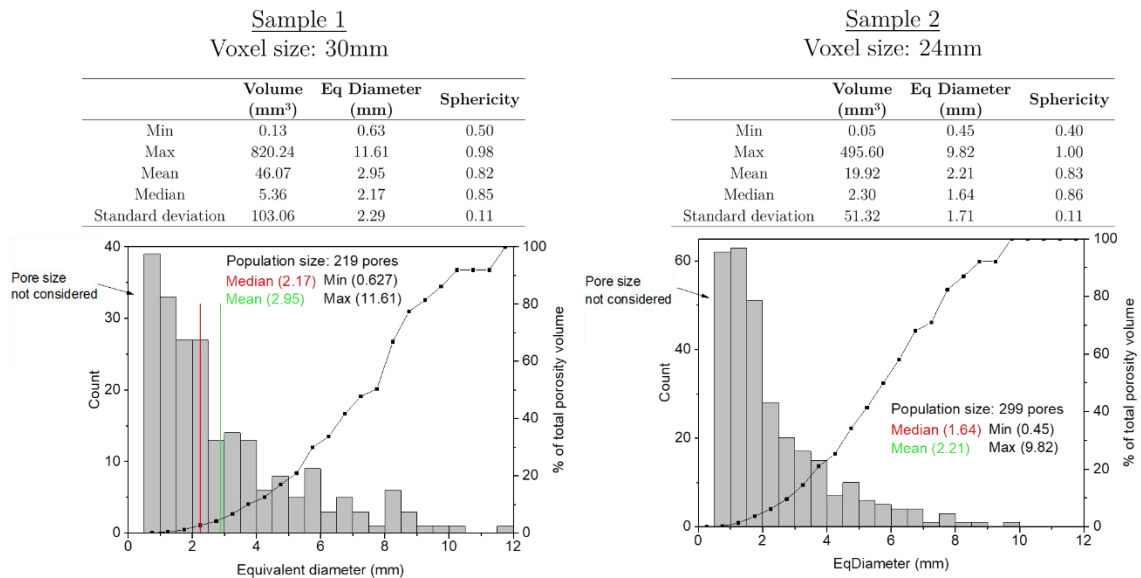 Sample 1
Voxel size: 30mm
Volume (mm³) Eq Diameter (mm) Sphericity
Min 0.13 0.63 0.50
Max 820.24 11.61 0.98
Mean 46.07 2.95 0.82
Median 5.36 2.17 0.85
Standard deviation 103.06 2.29 0.11
Pore size
not considered
Population size: 219 pores
Median (2.17) Min (0.627)
Mean (2.95) Max (11.61)
Count
40
30
20
10
0
0 2 4 6 8 10 12
Equivalent diameter (mm)
100
80
60
40
20
0
% of total porosity volume
Sample 2
Voxel size: 24mm
Volume (mm³) Eq Diameter (mm) Sphericity
Min 0.05 0.45 0.40
Max 495.60 9.82 1.00
Mean 19.92 2.21 0.83
Median 2.30 1.64 0.86
Standard deviation 51.32 1.71 0.11
Pore size
not considered
Population size: 299 pores
Median (1.64) Min (0.45)
Mean (2.21) Max (9.82)
Count
60
40
20
0
0 2 4 6 8 10 12
EqDiameter (mm)
100
80
60
40
20
0
% of total porosity volume